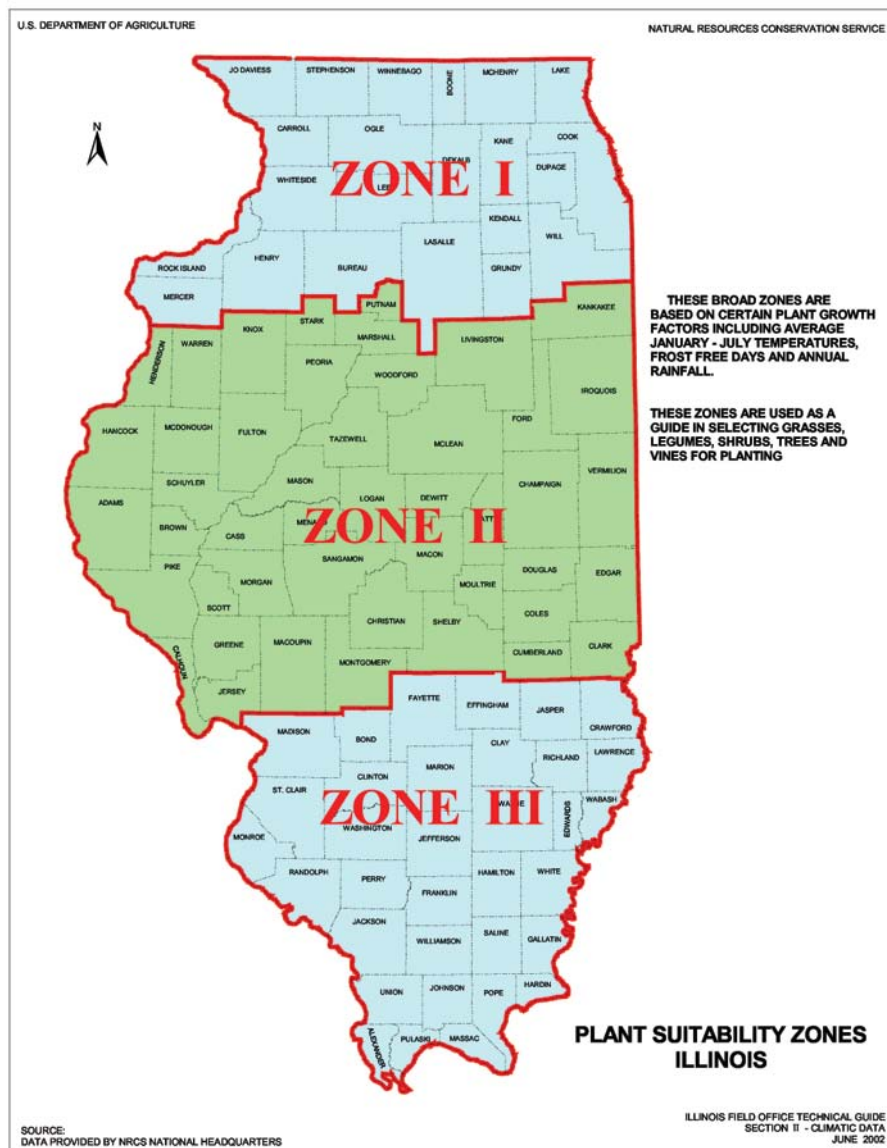 U.S. DEPARTMENT OF AGRICULTURE
NATURAL RESOURCES CONSERVATION SERVICE
N
JO DAVIESS
STEPHENSON
WINNEBAGO
BOONE
MCHENRY
LAKE
CARROLL
OGLE
DEKALB
KANE
COOK
DUPAGE
WHITESIDE
LEE
ZONE I
KENDALL
WILL
LASALLE
GRUNDY
ROCK ISLAND
HENRY
BUREAU
MERCER
PUTNAM
KANKAKEE
THESE BROAD ZONES ARE
BASED ON CERTAIN PLANT GROWTH
FACTORS INCLUDING AVERAGE
JANUARY - JULY TEMPERATURES,
FROST FREE DAYS AND ANNUAL
RAINFALL.
THESE ZONES ARE USED AS A
GUIDE IN SELECTING GRASSES,
LEGUMES, SHRUBS, TREES AND
VINES FOR PLANTING
HENDERSON
WARREN
KNOX
STARK
MARSHALL
LIVINGSTON
PEORIA
WOODFORD
IROQUOIS
HANCOCK
MCDONOUGH
FULTON
TAZEWELL
MCLEAN
FORD
VERMILION
ADAMS
SCHUYLER
MASON
LOGAN
DEWITT
CHAMPAIGN
BROWN
CASS
ZONE II
SANGAMON
MACON
PIKE
MORGAN
MOULTRIE
DOUGLAS
EDGAR
SCOTT
CHRISTIAN
SHELBY
COLES
CALHOUN
GREENE
MACOUPIN
MONTGOMERY
CUMBERLAND
CLARK
JERSEY
FAYETTE
EFFINGHAM
JASPER
CRAWFORD
MADISON
BOND
CLAY
RICHLAND
LAWRENCE
CLINTON
MARION
ST. CLAIR
ZONE III
WAYNE
EDWARDS
WABASH
MONROE
WASHINGTON
JEFFERSON
RANDOLPH
PERRY
HAMILTON
WHITE
FRANKLIN
JACKSON
WILLIAMSON
SALINE
GALLATIN
UNION
JOHNSON
POPE
HARDIN
ALEXANDER
PULASKI
MASSAC
PLANT SUITABILITY ZONES
ILLINOIS
SOURCE:
DATA PROVIDED BY NRCS NATIONAL HEADQUARTERS
ILLINOIS FIELD OFFICE TECHNICAL GUIDE
SECTION II - CLIMATIC DATA
JUNE 2002